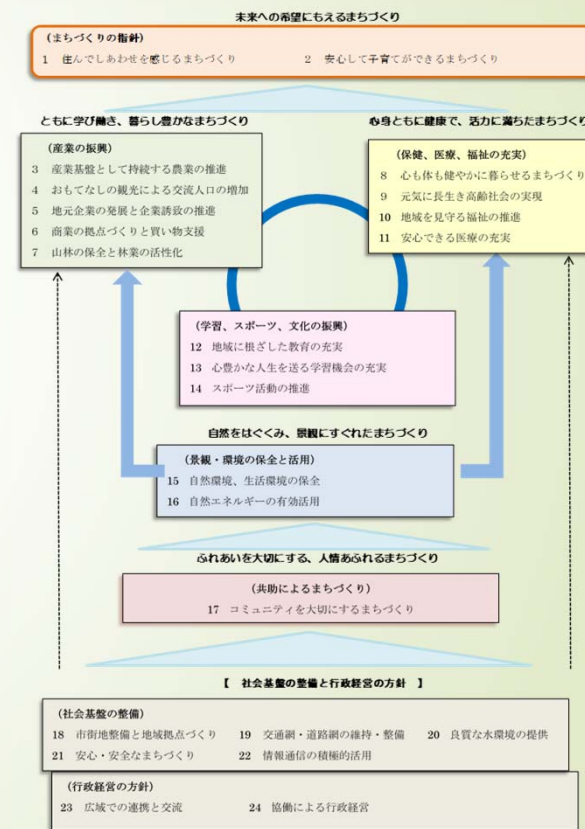 未来への希望にもえるまちづくり
(まちづくりの指針)
1 住んでしあわせを感じるまちづくり 2 安心して子育てができるまちづくり
ともに学び働き、暮らし豊かなまちづくり
(産業の振興)
3 産業基盤として持続する農業の推進
4 おもてなしの観光による交流人口の増加
5 地元企業の発展と企業誘致の推進
6 商業の拠点づくりと買い物支援
7 山林の保全と林業の活性化
心身ともに健康で、活力に満ちたまちづくり
(保健、医療、福祉の充実)
8 心も体も健やかに暮らせるまちづくり
9 元気に長生き高齢社会の実現
10 地域を見守る福祉の推進
11 安心できる医療の充実
(学習、スポーツ、文化の振興)
12 地域に根ざした教育の充実
13 心豊かな人生を送る学習機会の充実
14 スポーツ活動の推進
自然をはぐくみ、景観にすぐれたまちづくり
(景観・環境の保全と活用)
15 自然環境、生活環境の保全
16 自然エネルギーの有効活用
ふれあいを大切にする、人情あふれるまちづくり
(共助によるまちづくり)
17 コミュニティを大切にするまちづくり
【 社会基盤の整備と行政経営の方針 】
(社会基盤の整備)
18 市街地整備と地域拠点づくり 19 交通網・道路網の維持・整備 20 良質な水環境の提供
21 安心・安全なまちづくり 22 情報通信の積極的活用
(行政経営の方針)
23 広域での連携と交流 24 協働による行政経営